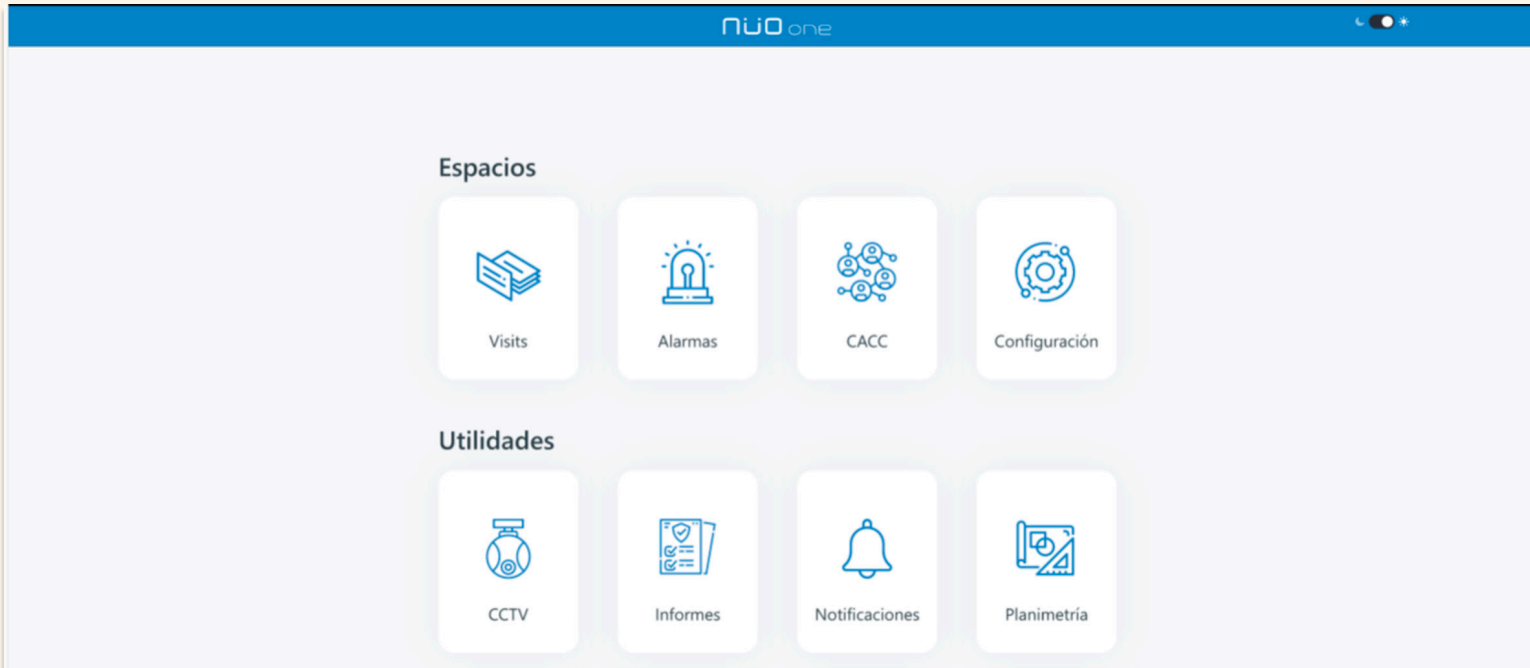 nüo one
Espacios
Visits
Alarmas
CACC
Configuración
Utilidades
CCTV
Informes
Notificaciones
Planimetría